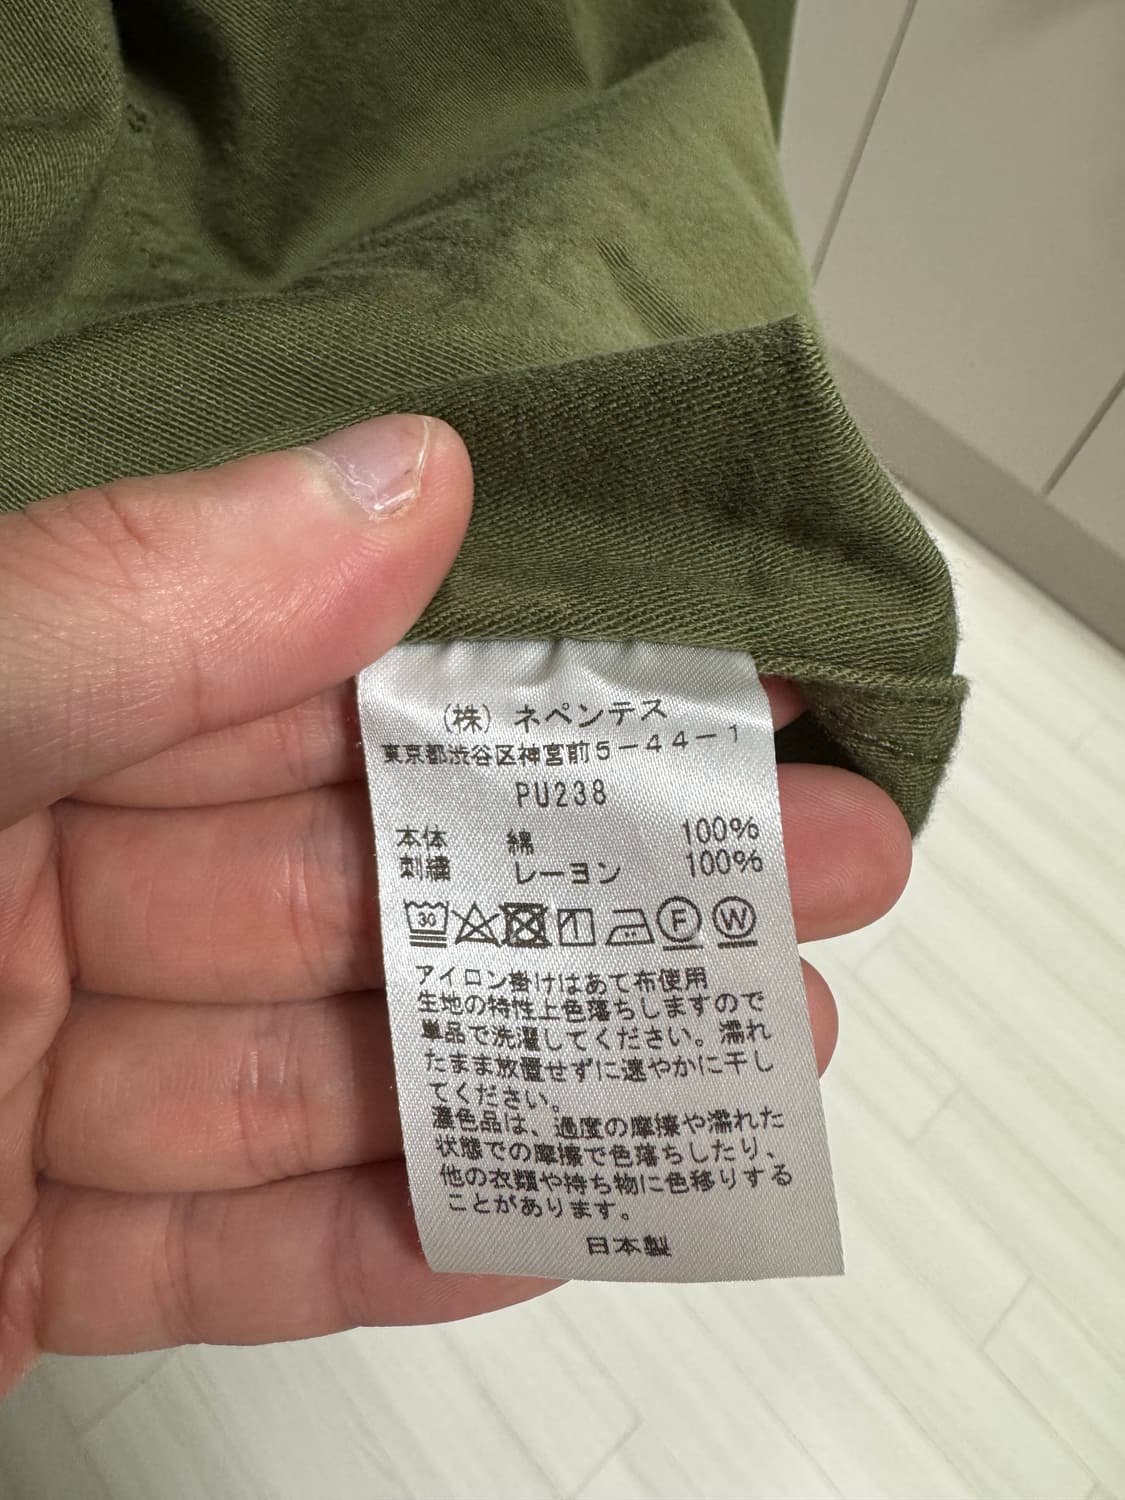 (株) ネペンテス
東京都渋谷区神宮前5-44-1
PU238
本体 綿 100%
刺繍 レーヨン 100%
30 F W
アイロン掛けはあて布使用
生地の特性上色落ちしますので
単品で洗濯してください。濡れ
たまま放置せずに速やかに干し
てください。
濃色品は、過度の摩擦や濡れた
状態での摩擦で色落ちしたり、
他の衣類や持ち物に色移りする
ことがあります。
日本製